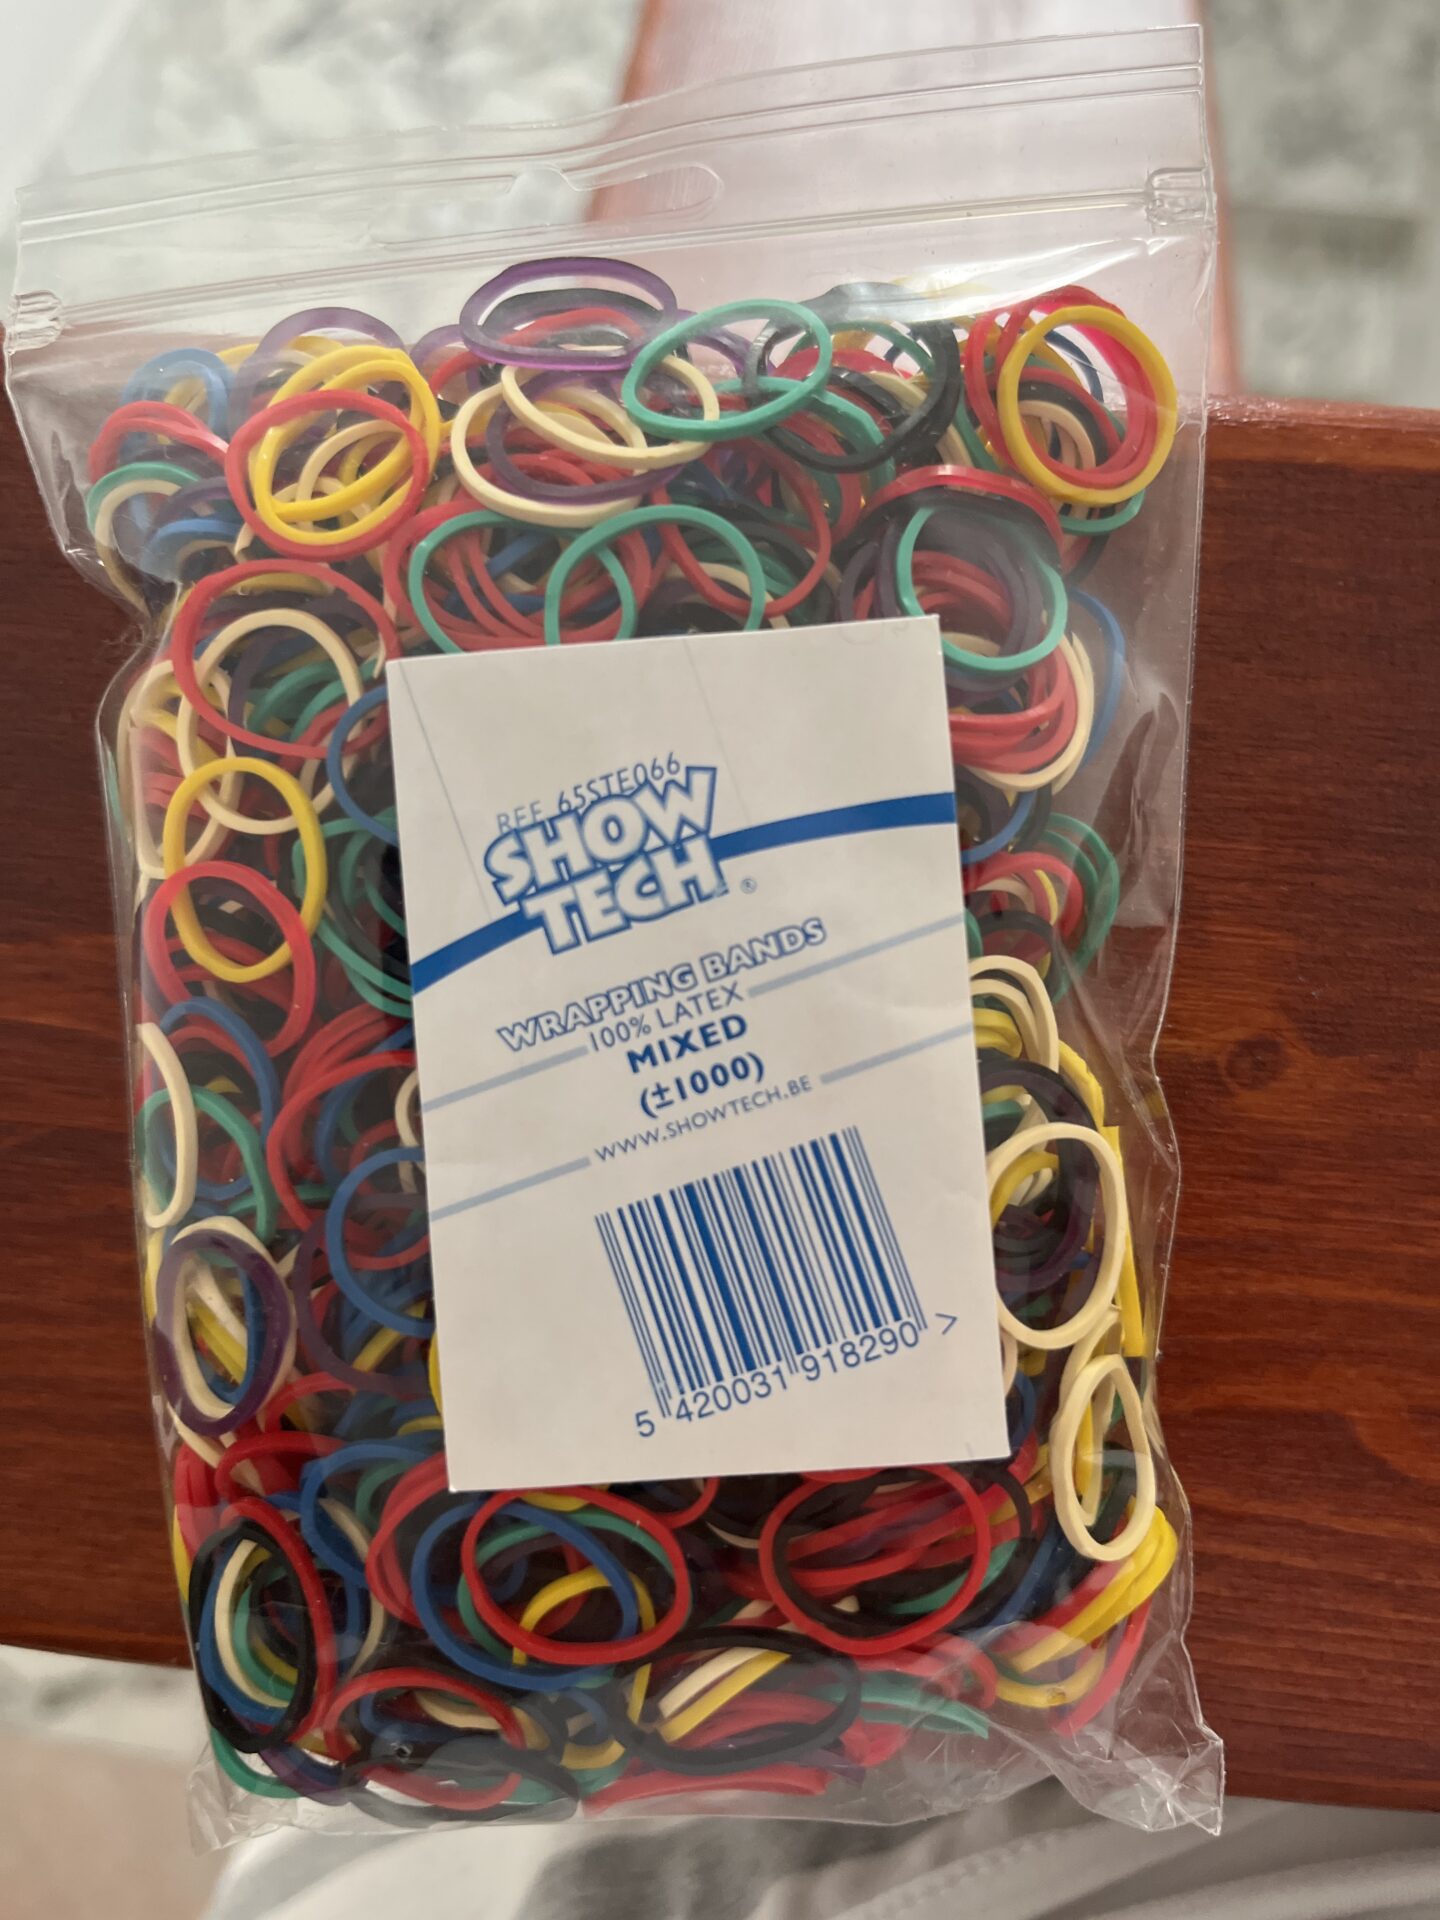 REF. 65STE066
SHOW
TECH ®
WRAPPING BANDS
100% LATEX
MIXED
(±1000)
WWW.SHOWTECH.BE
5 420031 918290 >